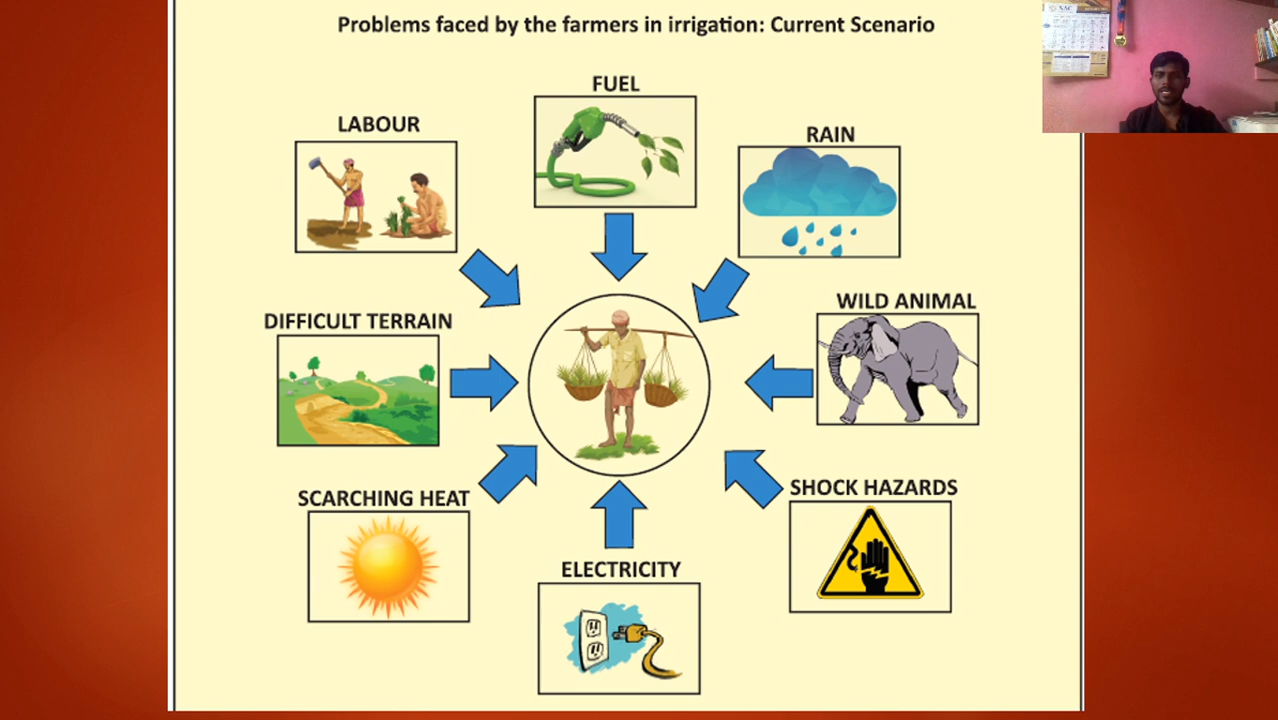 Problems faced by the farmers in irrigation: Current Scenario
FUEL
LABOUR
RAIN
WILD ANIMAL
DIFFICULT TERRAIN
SHOCK HAZARDS
SCARCHING HEAT
ELECTRICITY